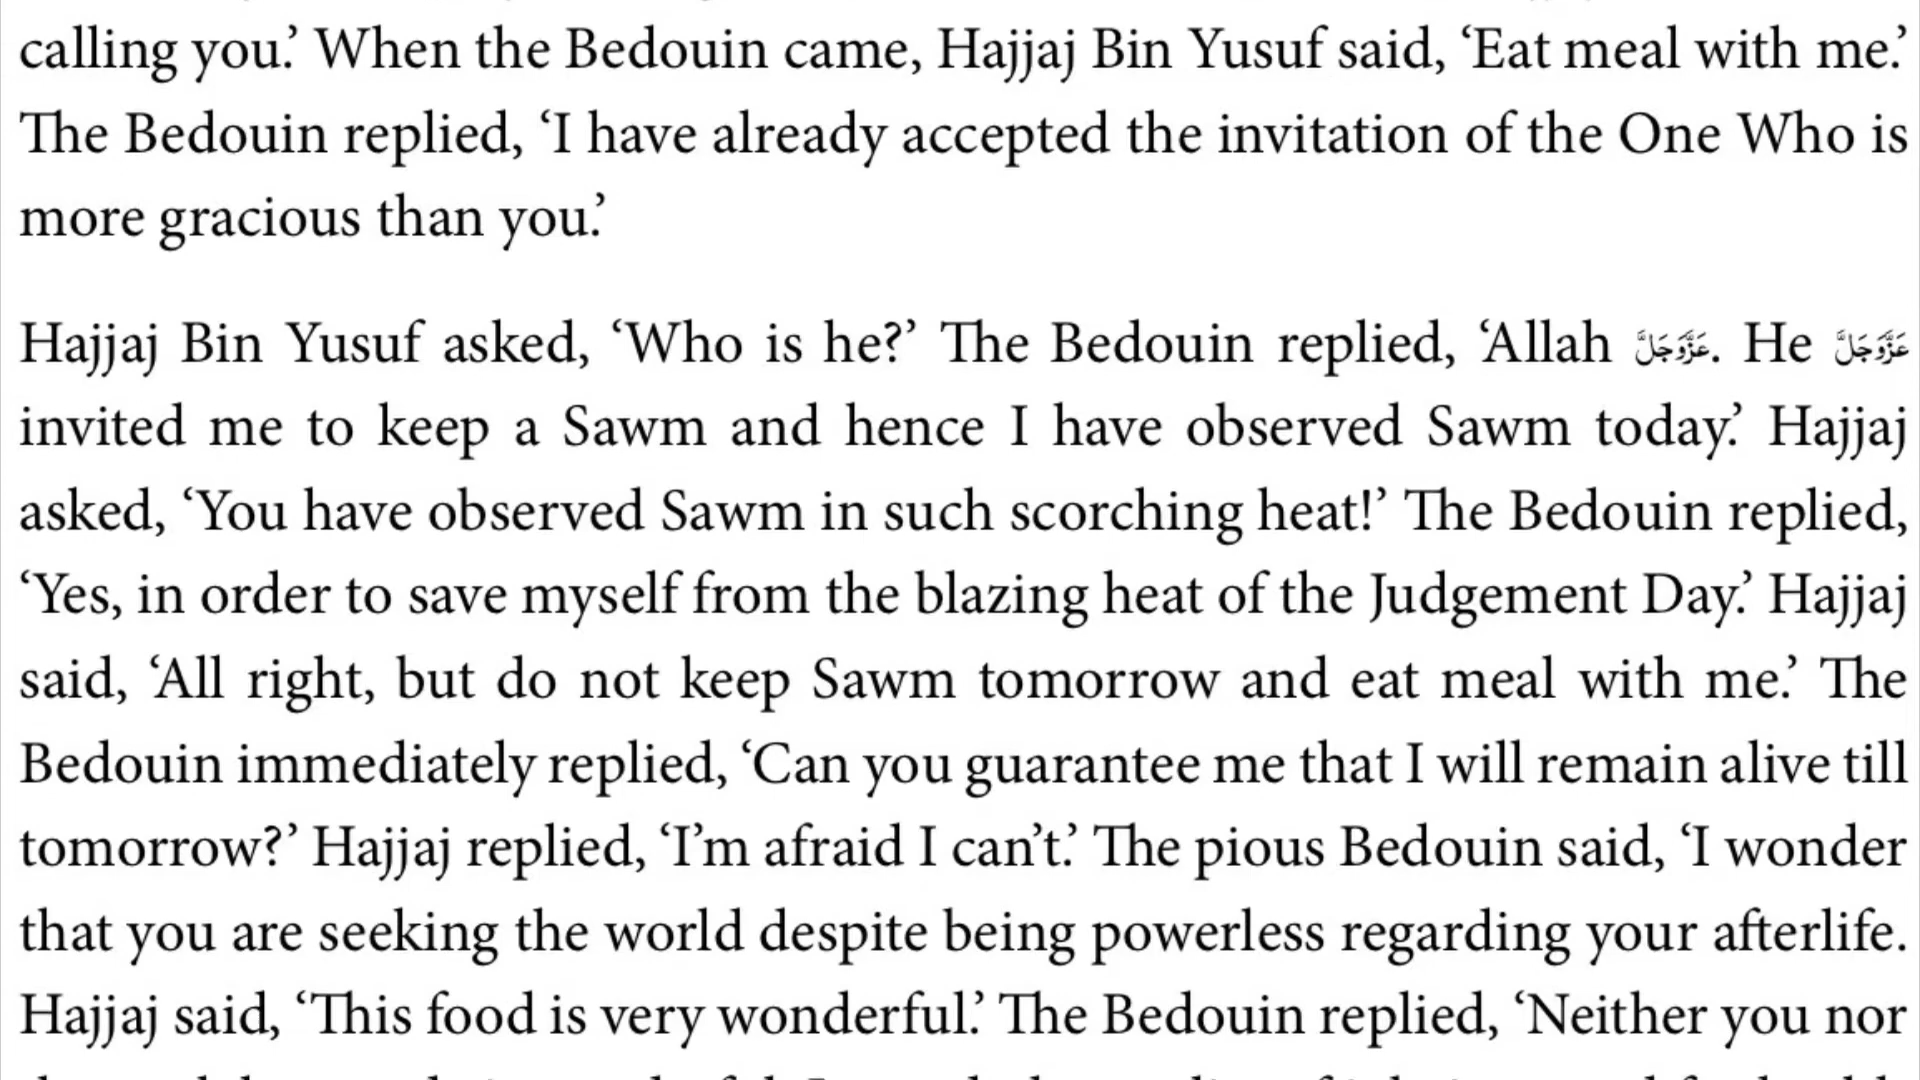 calling you.’ When the Bedouin came, Hajjaj Bin Yusuf said, ‘Eat meal with me.’
The Bedouin replied, ‘I have already accepted the invitation of the One Who is
more gracious than you.’
Hajjaj Bin Yusuf asked, ‘Who is he?’ The Bedouin replied, ‘Allah عَزَّوَجَلَّ. He عَزَّوَجَلَّ
invited me to keep a Sawm and hence I have observed Sawm today.’ Hajjaj
asked, ‘You have observed Sawm in such scorching heat!’ The Bedouin replied,
‘Yes, in order to save myself from the blazing heat of the Judgement Day.’ Hajjaj
said, ‘All right, but do not keep Sawm tomorrow and eat meal with me.’ The
Bedouin immediately replied, ‘Can you guarantee me that I will remain alive till
tomorrow?’ Hajjaj replied, ‘I’m afraid I can’t.’ The pious Bedouin said, ‘I wonder
that you are seeking the world despite being powerless regarding your afterlife.
Hajjaj said, ‘This food is very wonderful.’ The Bedouin replied, ‘Neither you nor